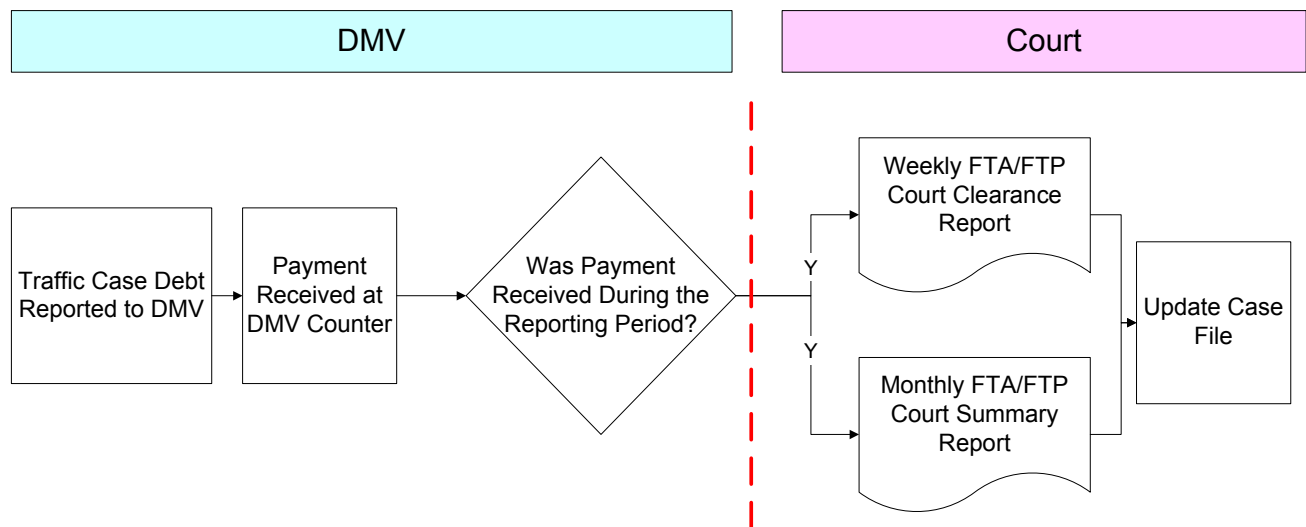 DMV
Court
Traffic Case Debt
Reported to DMV
Payment
Received at
DMV Counter
Was Payment
Received During the
Reporting Period?
Y
Y
Weekly FTA/FTP
Court Clearance
Report
Monthly FTA/FTP
Court Summary
Report
Update Case
File